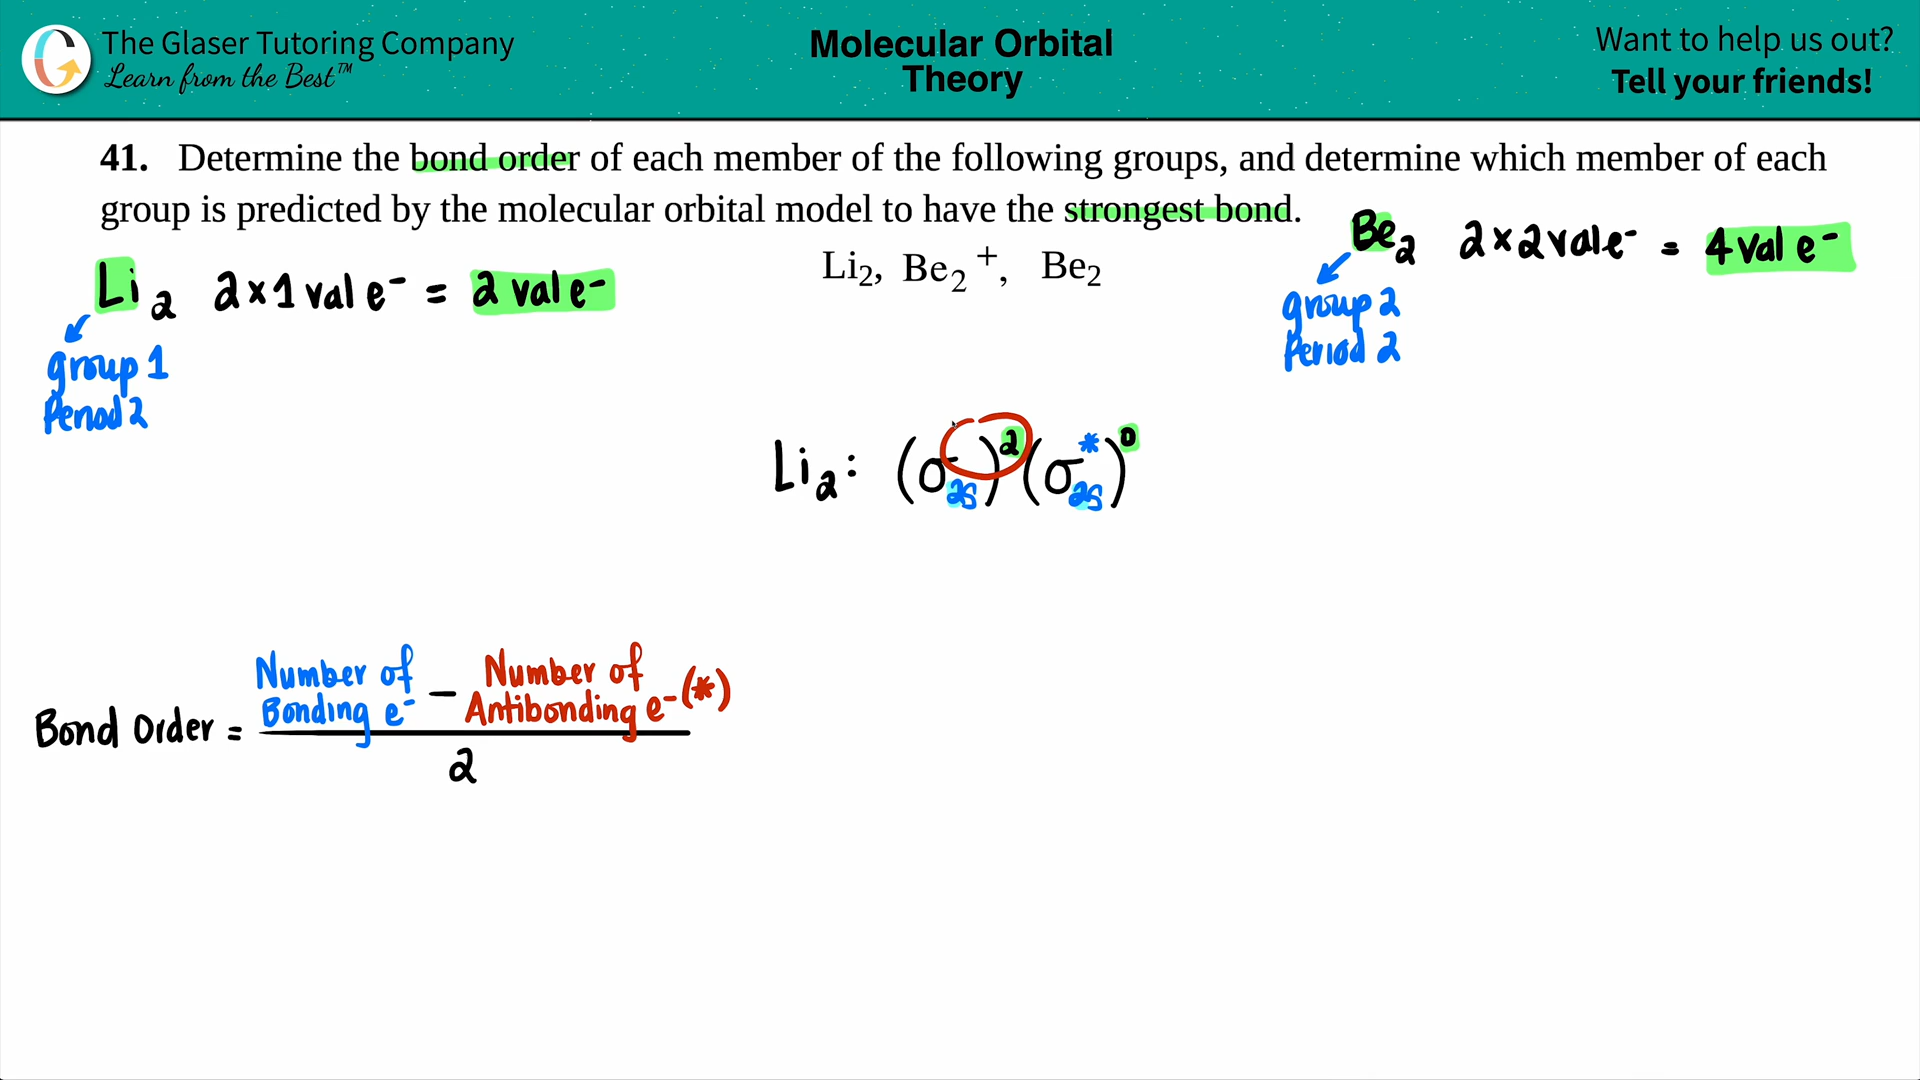 The Glaser Tutoring Company
Learn from the Best™
Molecular Orbital
Theory
Want to help us out?
Tell your friends!
41. Determine the bond order of each member of the following groups, and determine which member of each
group is predicted by the molecular orbital model to have the strongest bond.
Li₂, Be₂⁺, Be₂
Li₂ 2×1 val e⁻ = 2 val e⁻
group 1
Period 2
Be₂ 2×2 val e⁻ = 4 val e⁻
group 2
Period 2
Li₂: (σ₂ₛ)² (σ₂ₛ*)⁰
Bond Order =
Number of
Bonding e⁻
−
Number of
Antibonding e⁻ (*)
2